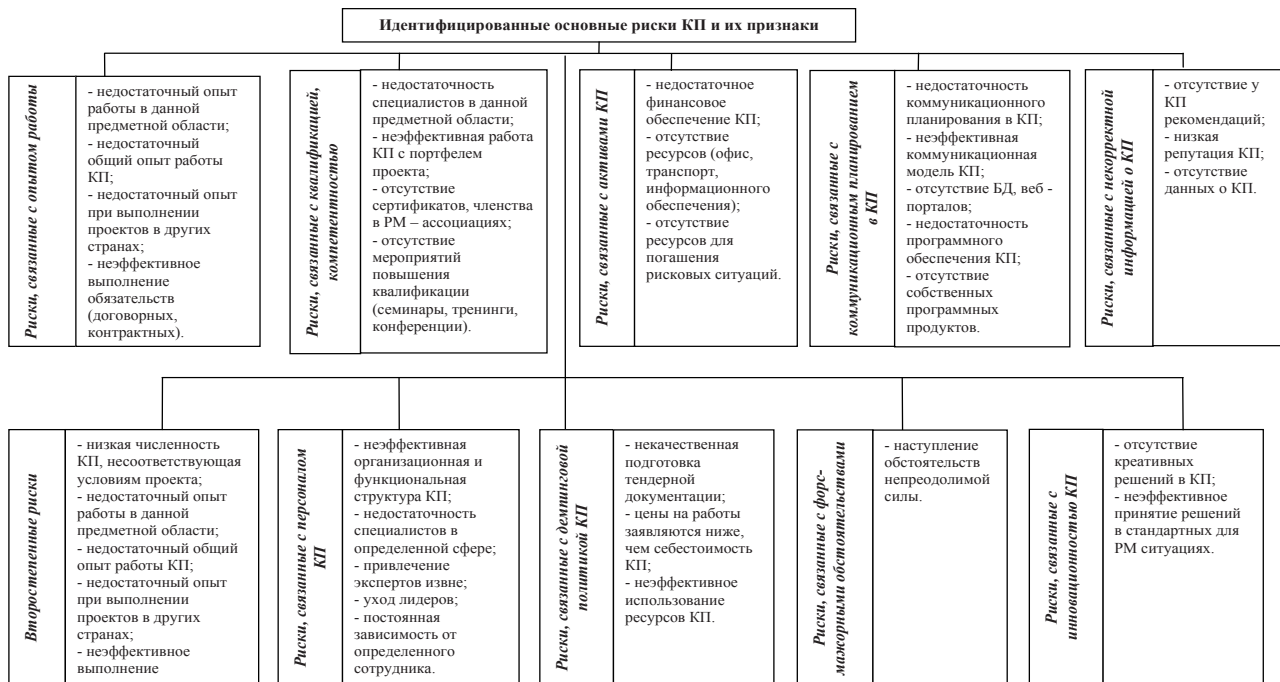 Идентифицированные основные риски КП и их признаки
Риски, связанные с опытом работы
- недостаточный опыт
работы в данной
предметной области;
- недостаточный
общий опыт работы
КП;
- недостаточный опыт
при выполнении
проектов в других
странах;
- неэффективное
выполнение
обязательств
(договорных,
контрактных).
Риски, связанные с квалификацией,
компетентностью
- недостаточность
специалистов в данной
предметной области;
- неэффективная работа
КП с портфелем
проекта;
- отсутствие
сертификатов, членства
в РМ – ассоциациях;
- отсутствие
мероприятий
повышения
квалификации
(семинары, тренинги,
конференции).
Риски, связанные с активами КП
- недостаточное
финансовое
обеспечение КП;
- отсутствие
ресурсов (офис,
транспорт,
информационного
обеспечения);
- отсутствие
ресурсов для
погашения
рисковых ситуаций.
Риски, связанные с
коммуникационным планированием
в КП
- недостаточность
коммуникационного
планирования в КП;
- неэффективная
коммуникационная
модель КП;
- отсутствие БД, веб -
порталов;
- недостаточность
программного
обеспечения КП;
- отсутствие
собственных
программных
продуктов.
Риски, связанные с некорректной
информацией о КП
- отсутствие у
КП
рекомендаций;
- низкая
репутация КП;
- отсутствие
данных о КП.
Второстепенные риски
- низкая численность
КП, несоответствующая
условиям проекта;
- недостаточный опыт
работы в данной
предметной области;
- недостаточный общий
опыт работы КП;
- недостаточный опыт
при выполнении
проектов в других
странах;
- неэффективное
выполнение
Риски, связанные с персоналом
КП
- неэффективная
организационная и
функциональная
структура КП;
- недостаточность
специалистов в
определенной сфере;
- привлечение
экспертов извне;
- уход лидеров;
- постоянная
зависимость от
определенного
сотрудника.
Риски, связанные с демпинговой
политикой КП
- некачественная
подготовка
тендерной
документации;
- цены на работы
заявляются ниже,
чем себестоимость
КП;
- неэффективное
использование
ресурсов КП.
Риски, связанные с форс-
мажорными обстоятельствами
- наступление
обстоятельств
непреодолимой
силы.
Риски, связанные с
инновационностью КП
- отсутствие
креативных
решений в КП;
- неэффективное
принятие решений
в стандартных для
РМ ситуациях.